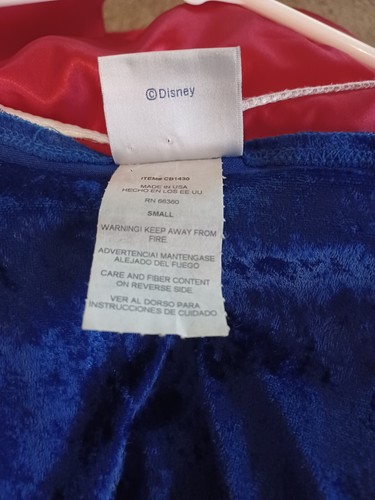 ©Disney
ITEM# CB1430
MADE IN USA
HECHO EN LOS EE.UU.
RN 66360
SMALL
WARNING! KEEP AWAY FROM
FIRE
ADVERTENCIA! MANTENGASE
ALEJADO DEL FUEGO
CARE AND FIBER CONTENT
ON REVERSE SIDE
VER AL DORSO PARA
INSTRUCCIONES DE CUIDADO